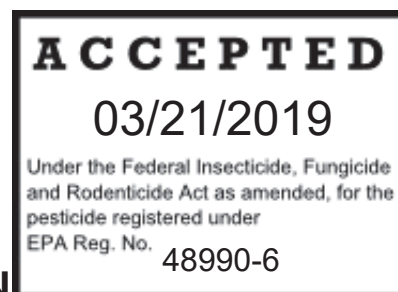 ACCEPTED
03/21/2019
Under the Federal Insecticide, Fungicide
and Rodenticide Act as amended, for the
pesticide registered under
EPA Reg. No. 48990-6
N